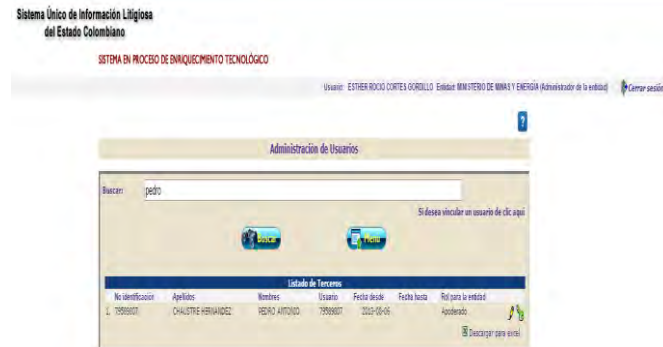 Sistema Único de Información Litigiosa
del Estado Colombiano
SISTEMA EN PROCESO DE ENRIQUECIMIENTO TECNOLÓGICO
Usuario: ESTHER ROCIO CORTES GORDILLO Entidad: MINISTERIO DE MINAS Y ENERGÍA (Administrador de la entidad) Cerrar sesión
?
Administración de Usuarios
Buscar: pedro
Si desea vincular un usuario de clic aqui
Buscar Menu
Listado de Terceros
No identificación Apellidos Nombres Usuario Fecha desde Fecha hasta Rol para la entidad
1. CHAUSTRE HERNANDEZ PEDRO ANTONIO Apoderado
Descargar para excel